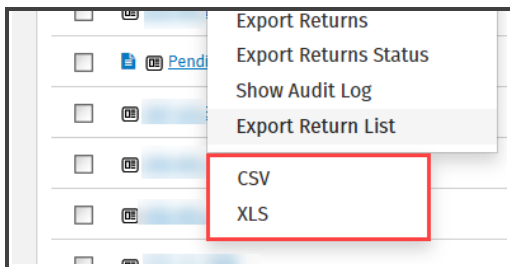 Export Returns
Pendi
Export Returns Status
Show Audit Log
Export Return List
CSV
XLS